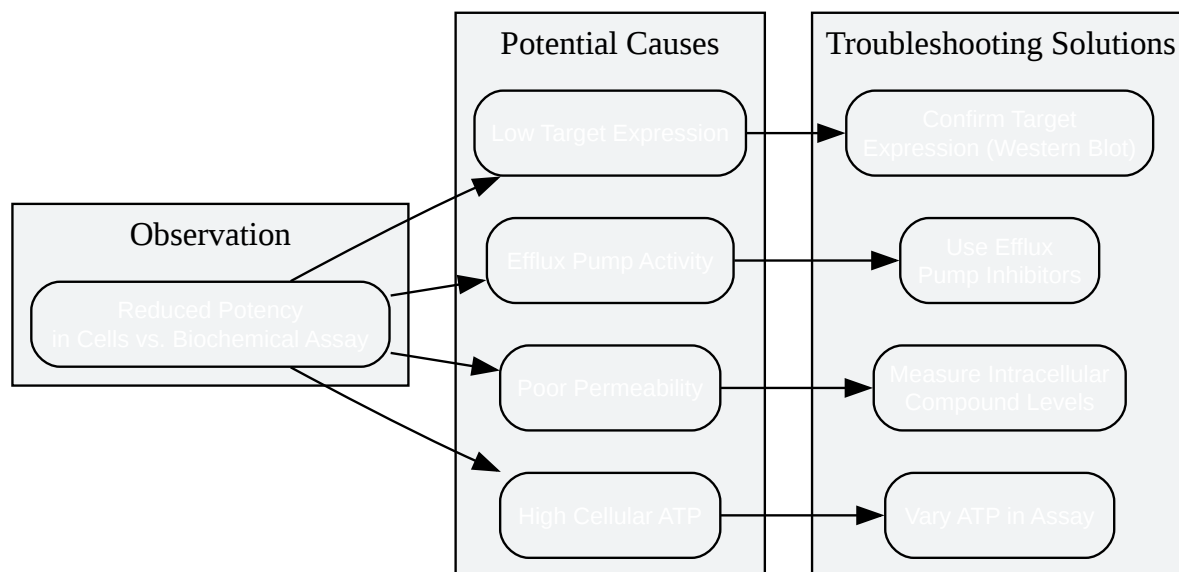 Potential Causes
Troubleshooting Solutions
Observation
Reduced Potency
in Cells vs. Biochemical Assay
Low Target Expression
Efflux Pump Activity
Poor Permeability
High Cellular ATP
Confirm Target
Expression (Western Blot)
Use Efflux
Pump Inhibitors
Measure Intracellular
Compound Levels
Vary ATP in Assay